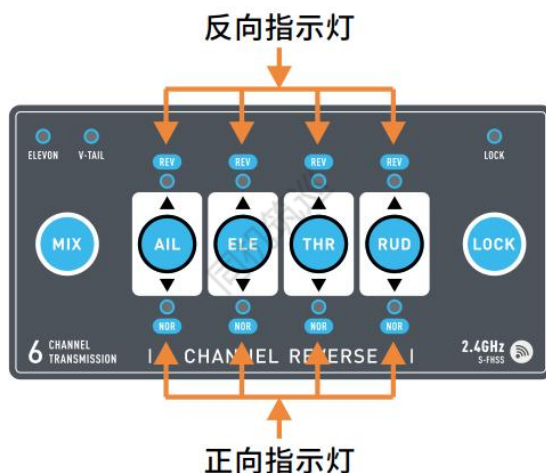 反向指示灯
REV REV REV REV
ELEVON V-TAIL LOCK
MIX AIL ELE THR RUD LOCK
NOR NOR NOR NOR
6 CHANNEL TRANSMISSION
CHANNEL REVERSE
2.4GHz
S-FHSS
正向指示灯